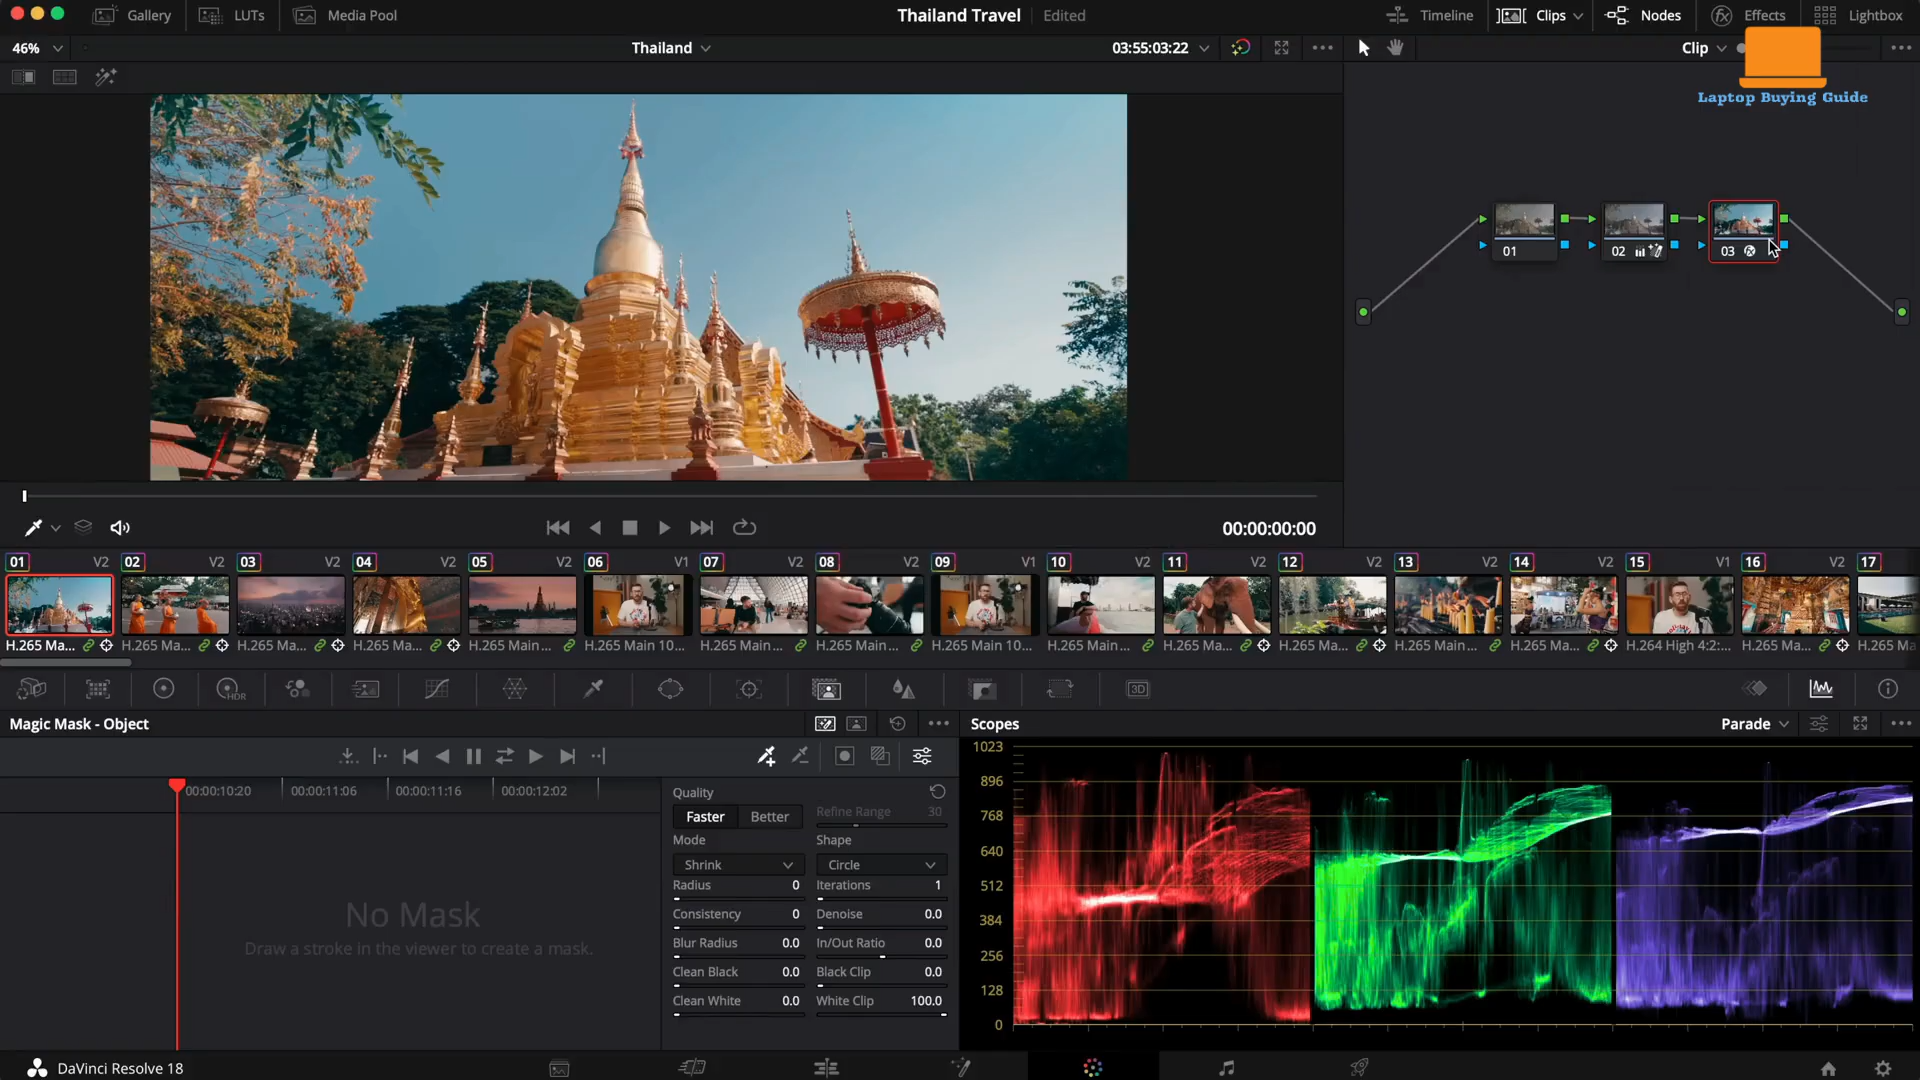 Gallery LUTs Media Pool Thailand Travel Edited Timeline Clips Nodes Effects Lightbox
46% Thailand 03:55:03:22 Clip
Laptop Buying Guide
01 02 03
00:00:00:00
01 V2 02 V2 03 V2 04 V2 05 V2 06 V1 07 V2 08 V2 09 V1 10 V2 11 V2 12 V2 13 V2 14 V2 15 V1 16 V2 17
H.265 Ma... H.265 Ma... H.265 Ma... H.265 Ma... H.265 Main... H.265 Main 10... H.265 Main... H.265 Main... H.265 Main 10... H.265 Main... H.265 Ma... H.265 Ma... H.265 Main... H.265 Ma... H.264 High 4:2:... H.265 Ma... H.265 Ma
HDR 3D
Magic Mask - Object Scopes Parade
00:00:10:20 00:00:11:06 00:00:11:16 00:00:12:02
No Mask
Draw a stroke in the viewer to create a mask.
Quality
Faster Better Refine Range 30
Mode Shape
Shrink Circle
Radius 0 Iterations 1
Consistency 0 Denoise 0.0
Blur Radius 0.0 In/Out Ratio 0.0
Clean Black 0.0 Black Clip 0.0
Clean White 0.0 White Clip 100.0
1023
896
768
640
512
384
256
128
0
DaVinci Resolve 18